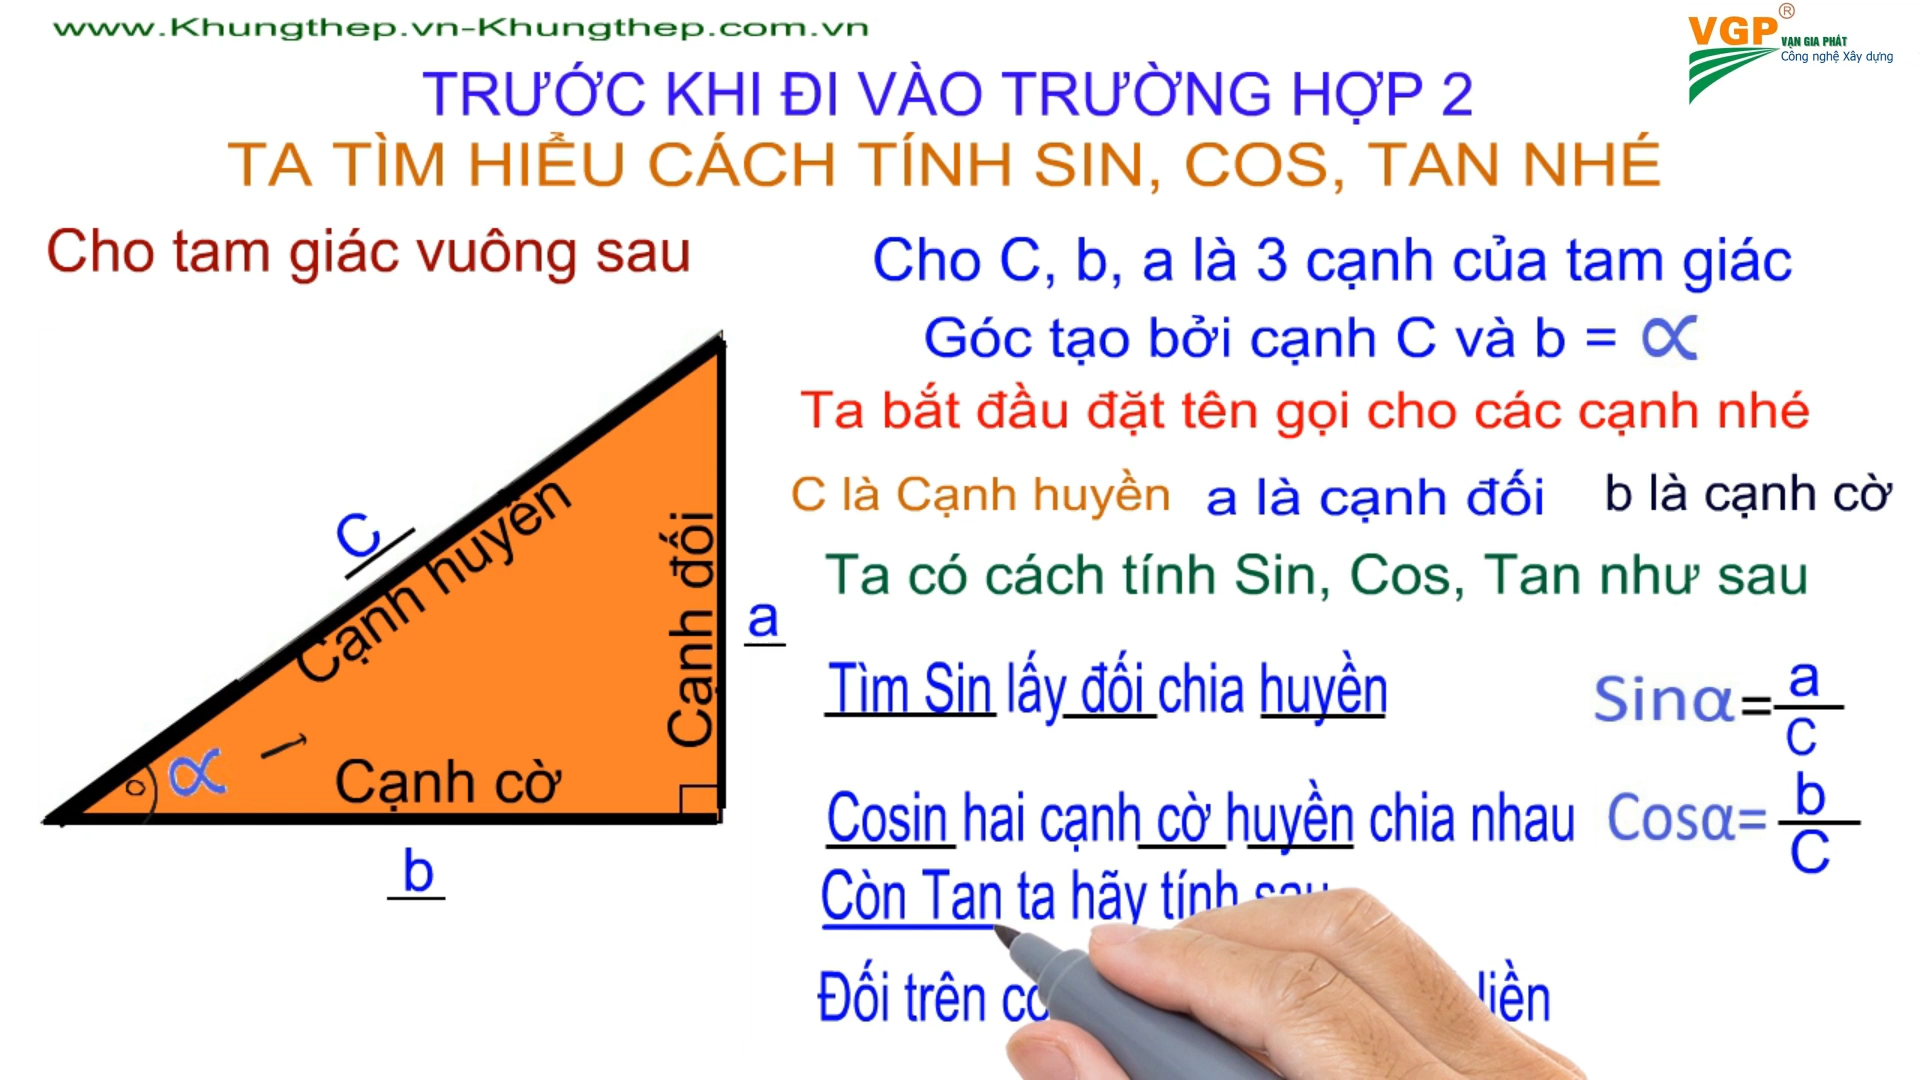 www.Khungthep.vn-Khungthep.com.vn
VGP®
VẠN GIA PHÁT
Công nghệ Xây dựng
TRƯỚC KHI ĐI VÀO TRƯỜNG HỢP 2
TA TÌM HIỂU CÁCH TÍNH SIN, COS, TAN NHÉ
Cho tam giác vuông sau
C
Cạnh huyền
Cạnh đối
a
∝
Cạnh cờ
b
Cho C, b, a là 3 cạnh của tam giác
Góc tạo bởi cạnh C và b = ∝
Ta bắt đầu đặt tên gọi cho các cạnh nhé
C là Cạnh huyền a là cạnh đối b là cạnh cờ
Ta có cách tính Sin, Cos, Tan như sau
Tìm Sin lấy đối chia huyền
Sinα=
a
C
Cosin hai cạnh cờ huyền chia nhau
Cosα=
b
C
Còn Tan ta hãy tính sau
Đối trên liền